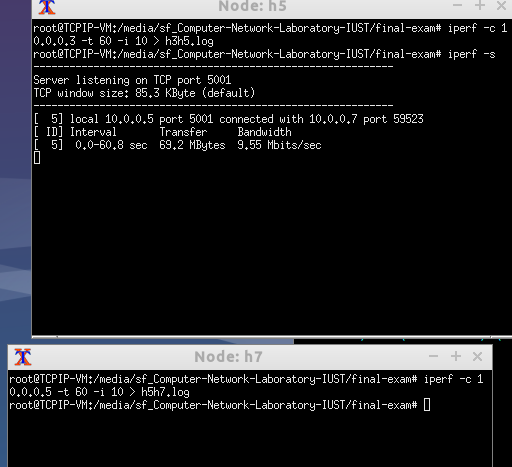 Node: h5
root@TCPIP-VM:/media/sf_Computer-Network-Laboratory-IUST/final-exam# iperf -c 1
0.0.0.3 -t 60 -i 10 > h3h5.log
root@TCPIP-VM:/media/sf_Computer-Network-Laboratory-IUST/final-exam# iperf -s
------------------------------------------------------------
Server listening on TCP port 5001
TCP window size: 85.3 KByte (default)
------------------------------------------------------------
[  5] local 10.0.0.5 port 5001 connected with 10.0.0.7 port 59523
[ ID] Interval       Transfer     Bandwidth
[  5]  0.0-60.8 sec  69.2 MBytes  9.55 Mbits/sec
Node: h7
root@TCPIP-VM:/media/sf_Computer-Network-Laboratory-IUST/final-exam# iperf -c 1
0.0.0.5 -t 60 -i 10 > h5h7.log
root@TCPIP-VM:/media/sf_Computer-Network-Laboratory-IUST/final-exam#